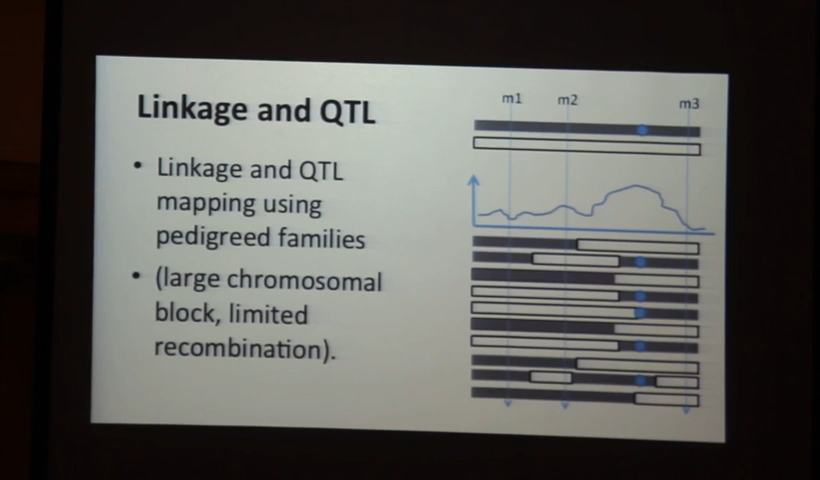 Linkage and QTL
• Linkage and QTL
mapping using
pedigreed families
• (large chromosomal
block, limited
recombination).
m1 m2 m3